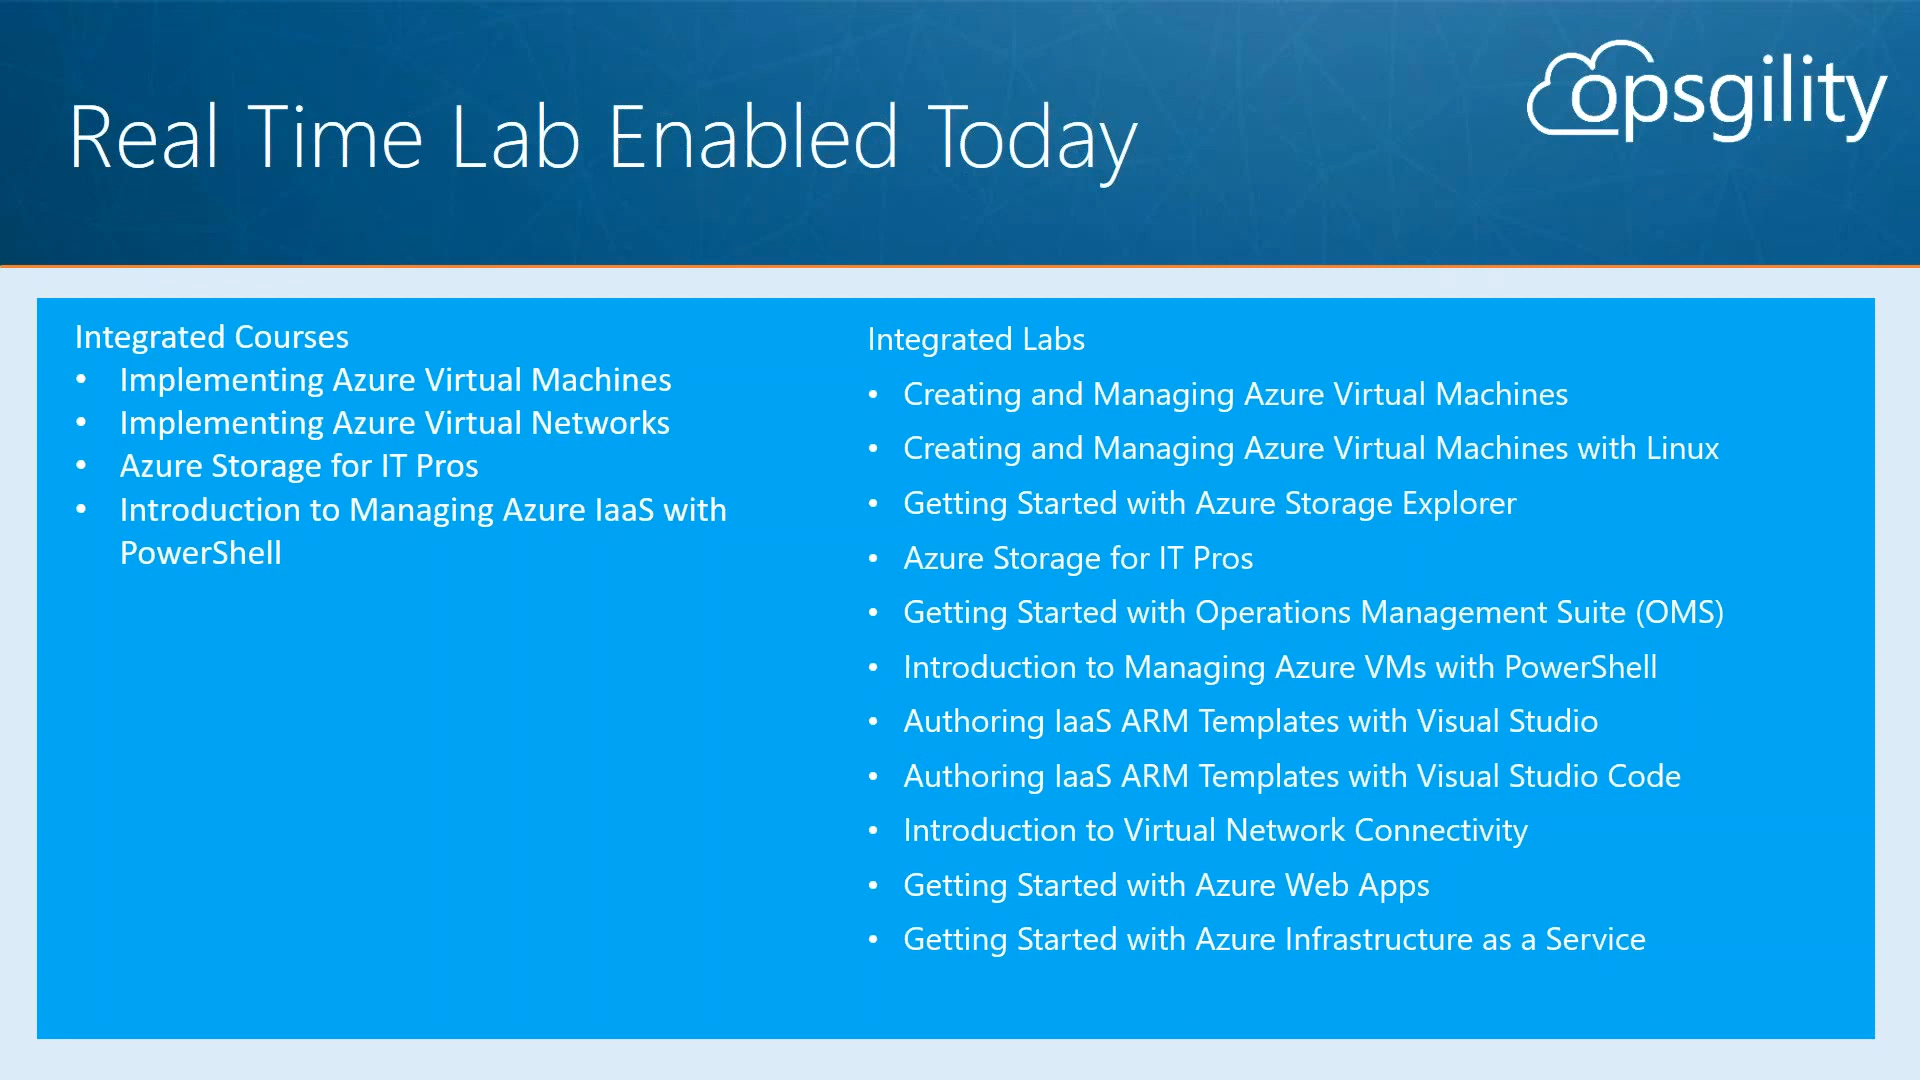 opsgility
Real Time Lab Enabled Today
Integrated Courses
• Implementing Azure Virtual Machines
• Implementing Azure Virtual Networks
• Azure Storage for IT Pros
• Introduction to Managing Azure IaaS with
PowerShell
Integrated Labs
• Creating and Managing Azure Virtual Machines
• Creating and Managing Azure Virtual Machines with Linux
• Getting Started with Azure Storage Explorer
• Azure Storage for IT Pros
• Getting Started with Operations Management Suite (OMS)
• Introduction to Managing Azure VMs with PowerShell
• Authoring IaaS ARM Templates with Visual Studio
• Authoring IaaS ARM Templates with Visual Studio Code
• Introduction to Virtual Network Connectivity
• Getting Started with Azure Web Apps
• Getting Started with Azure Infrastructure as a Service